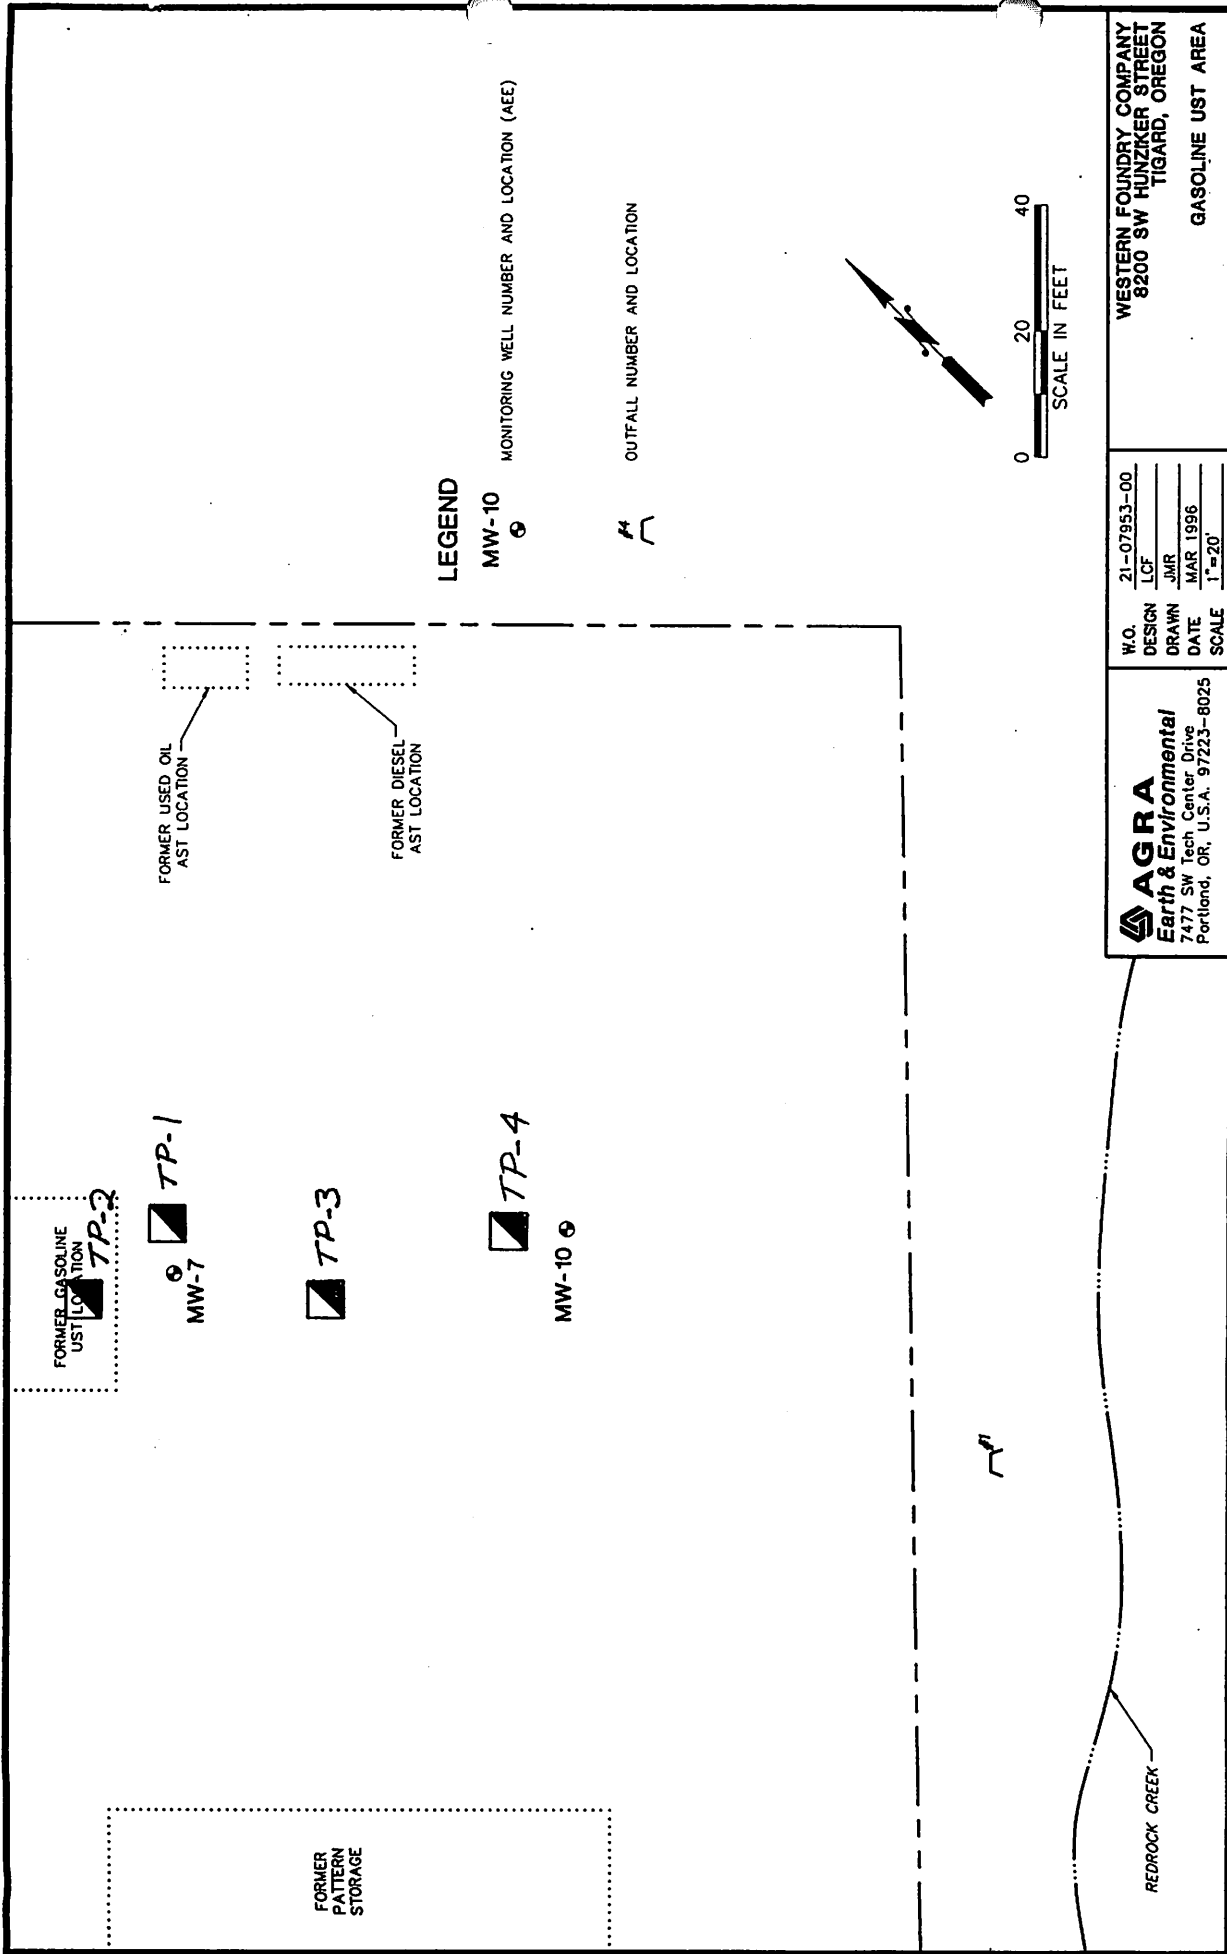 FORMER GASOLINE
UST LOCATION
TP-2
TP-1
MW-7
TP-3
TP-4
MW-10
FORMER USED OIL
AST LOCATION
FORMER DIESEL
AST LOCATION
FORMER
PATTERN
STORAGE
LEGEND
MW-10
MONITORING WELL NUMBER AND LOCATION (AEE)
#4
OUTFALL NUMBER AND LOCATION
#1
0 20 40
SCALE IN FEET
REDROCK CREEK
AGRA
Earth & Environmental
7477 SW Tech Center Drive
Portland, OR, U.S.A. 97223-8025
W.O. 21-07953-00
DESIGN LCF
DRAWN JMR
DATE MAR 1996
SCALE 1"=20'
WESTERN FOUNDRY COMPANY
8200 SW HUNZIKER STREET
TIGARD, OREGON
GASOLINE UST AREA